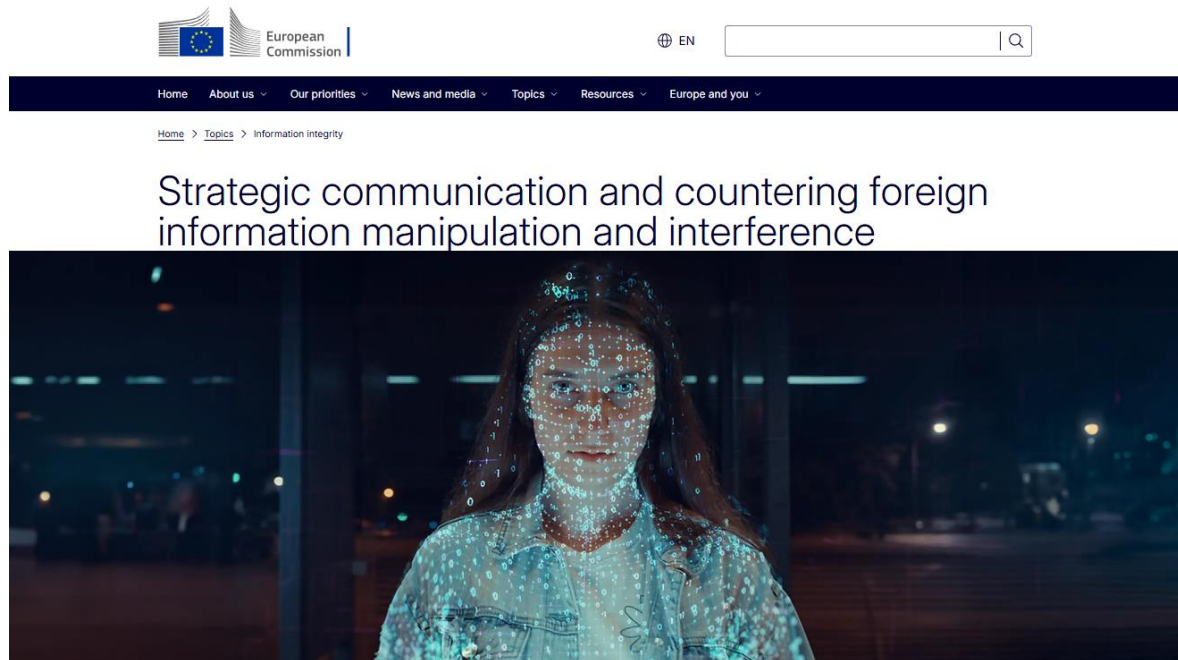 European
Commission
EN
Home About us Our priorities News and media Topics Resources Europe and you
Home > Topics > Information integrity
Strategic communication and countering foreign
information manipulation and interference